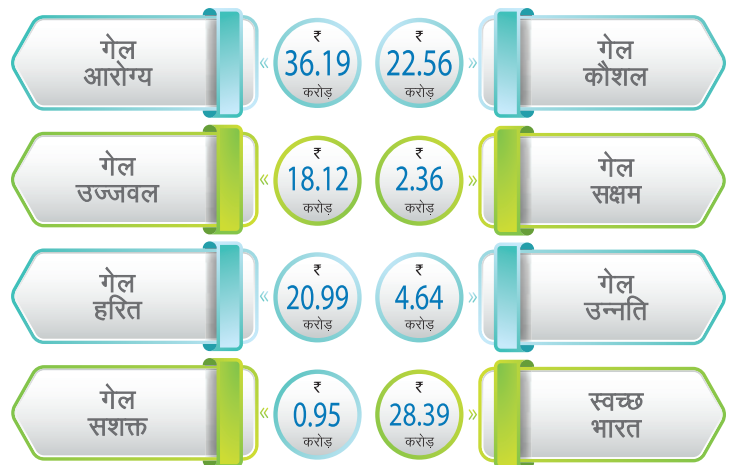 गेल
आरोग्य
«
₹
36.19
करोड़
₹
22.56
करोड़
»
गेल
कौशल
गेल
उज्जवल
«
₹
18.12
करोड़
₹
2.36
करोड़
»
गेल
सक्षम
गेल
हरित
«
₹
20.99
करोड़
₹
4.64
करोड़
»
गेल
उन्नति
गेल
सशक्त
«
₹
0.95
करोड़
₹
28.39
करोड़
»
स्वच्छ
भारत